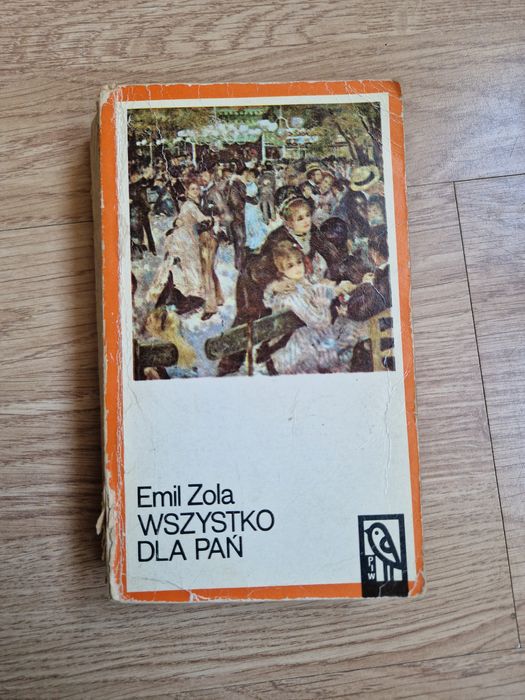 Emil Zola
WSZYSTKO
DLA PAŃ
PIW